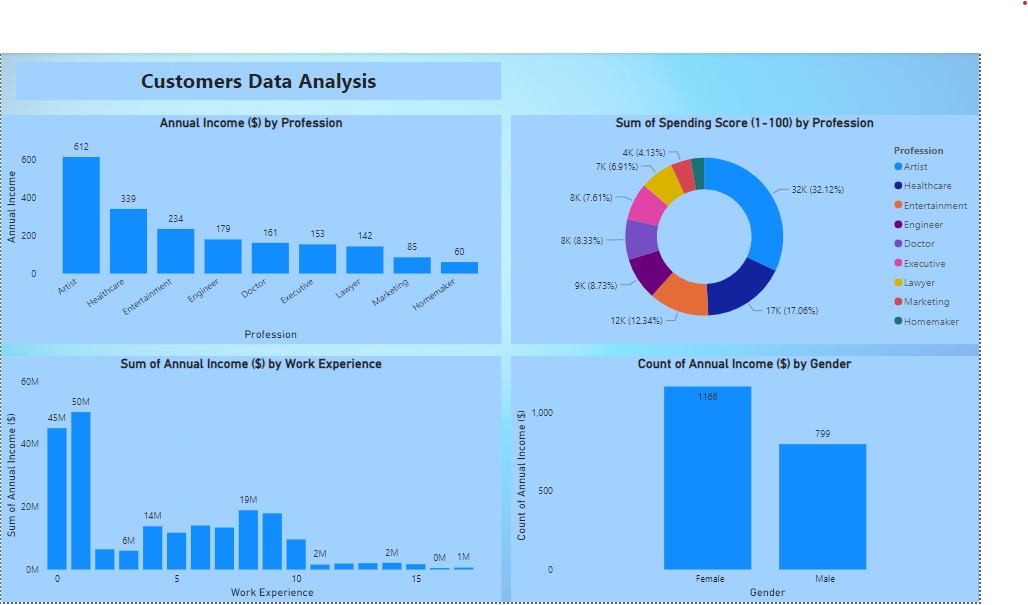 Customers Data Analysis
Annual Income ($) by Profession
Annual Income
600
400
200
0
612
339
234
179
161
153
142
85
60
Artist
Healthcare
Entertainment
Engineer
Doctor
Executive
Lawyer
Marketing
Homemaker
Profession
Sum of Spending Score (1-100) by Profession
4K (4.13%)
7K (6.91%)
8K (7.61%)
8K (8.33%)
9K (8.73%)
12K (12.34%)
17K (17.06%)
32K (32.12%)
Profession
Artist
Healthcare
Entertainment
Engineer
Doctor
Executive
Lawyer
Marketing
Homemaker
Sum of Annual Income ($) by Work Experience
Sum of Annual Income ($)
60M
40M
20M
0M
45M
50M
6M
14M
19M
2M
2M
0M
1M
0
5
10
15
Work Experience
Count of Annual Income ($) by Gender
Count of Annual Income ($)
1,000
500
0
1166
799
Female
Male
Gender